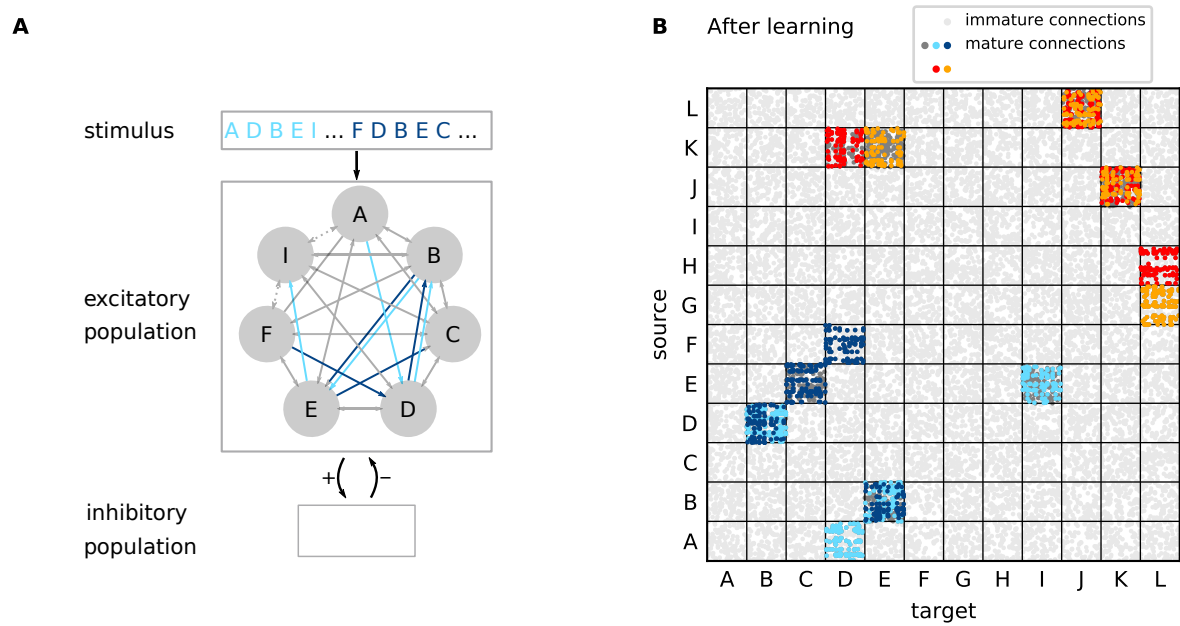 A
stimulus
A D B E I ... F D B E C ...
A
I
B
excitatory
population
F
C
E
D
+
−
inhibitory
population
B
After learning
immature connections
mature connections
source
L
K
J
I
H
G
F
E
D
C
B
A
A B C D E F G H I J K L
target